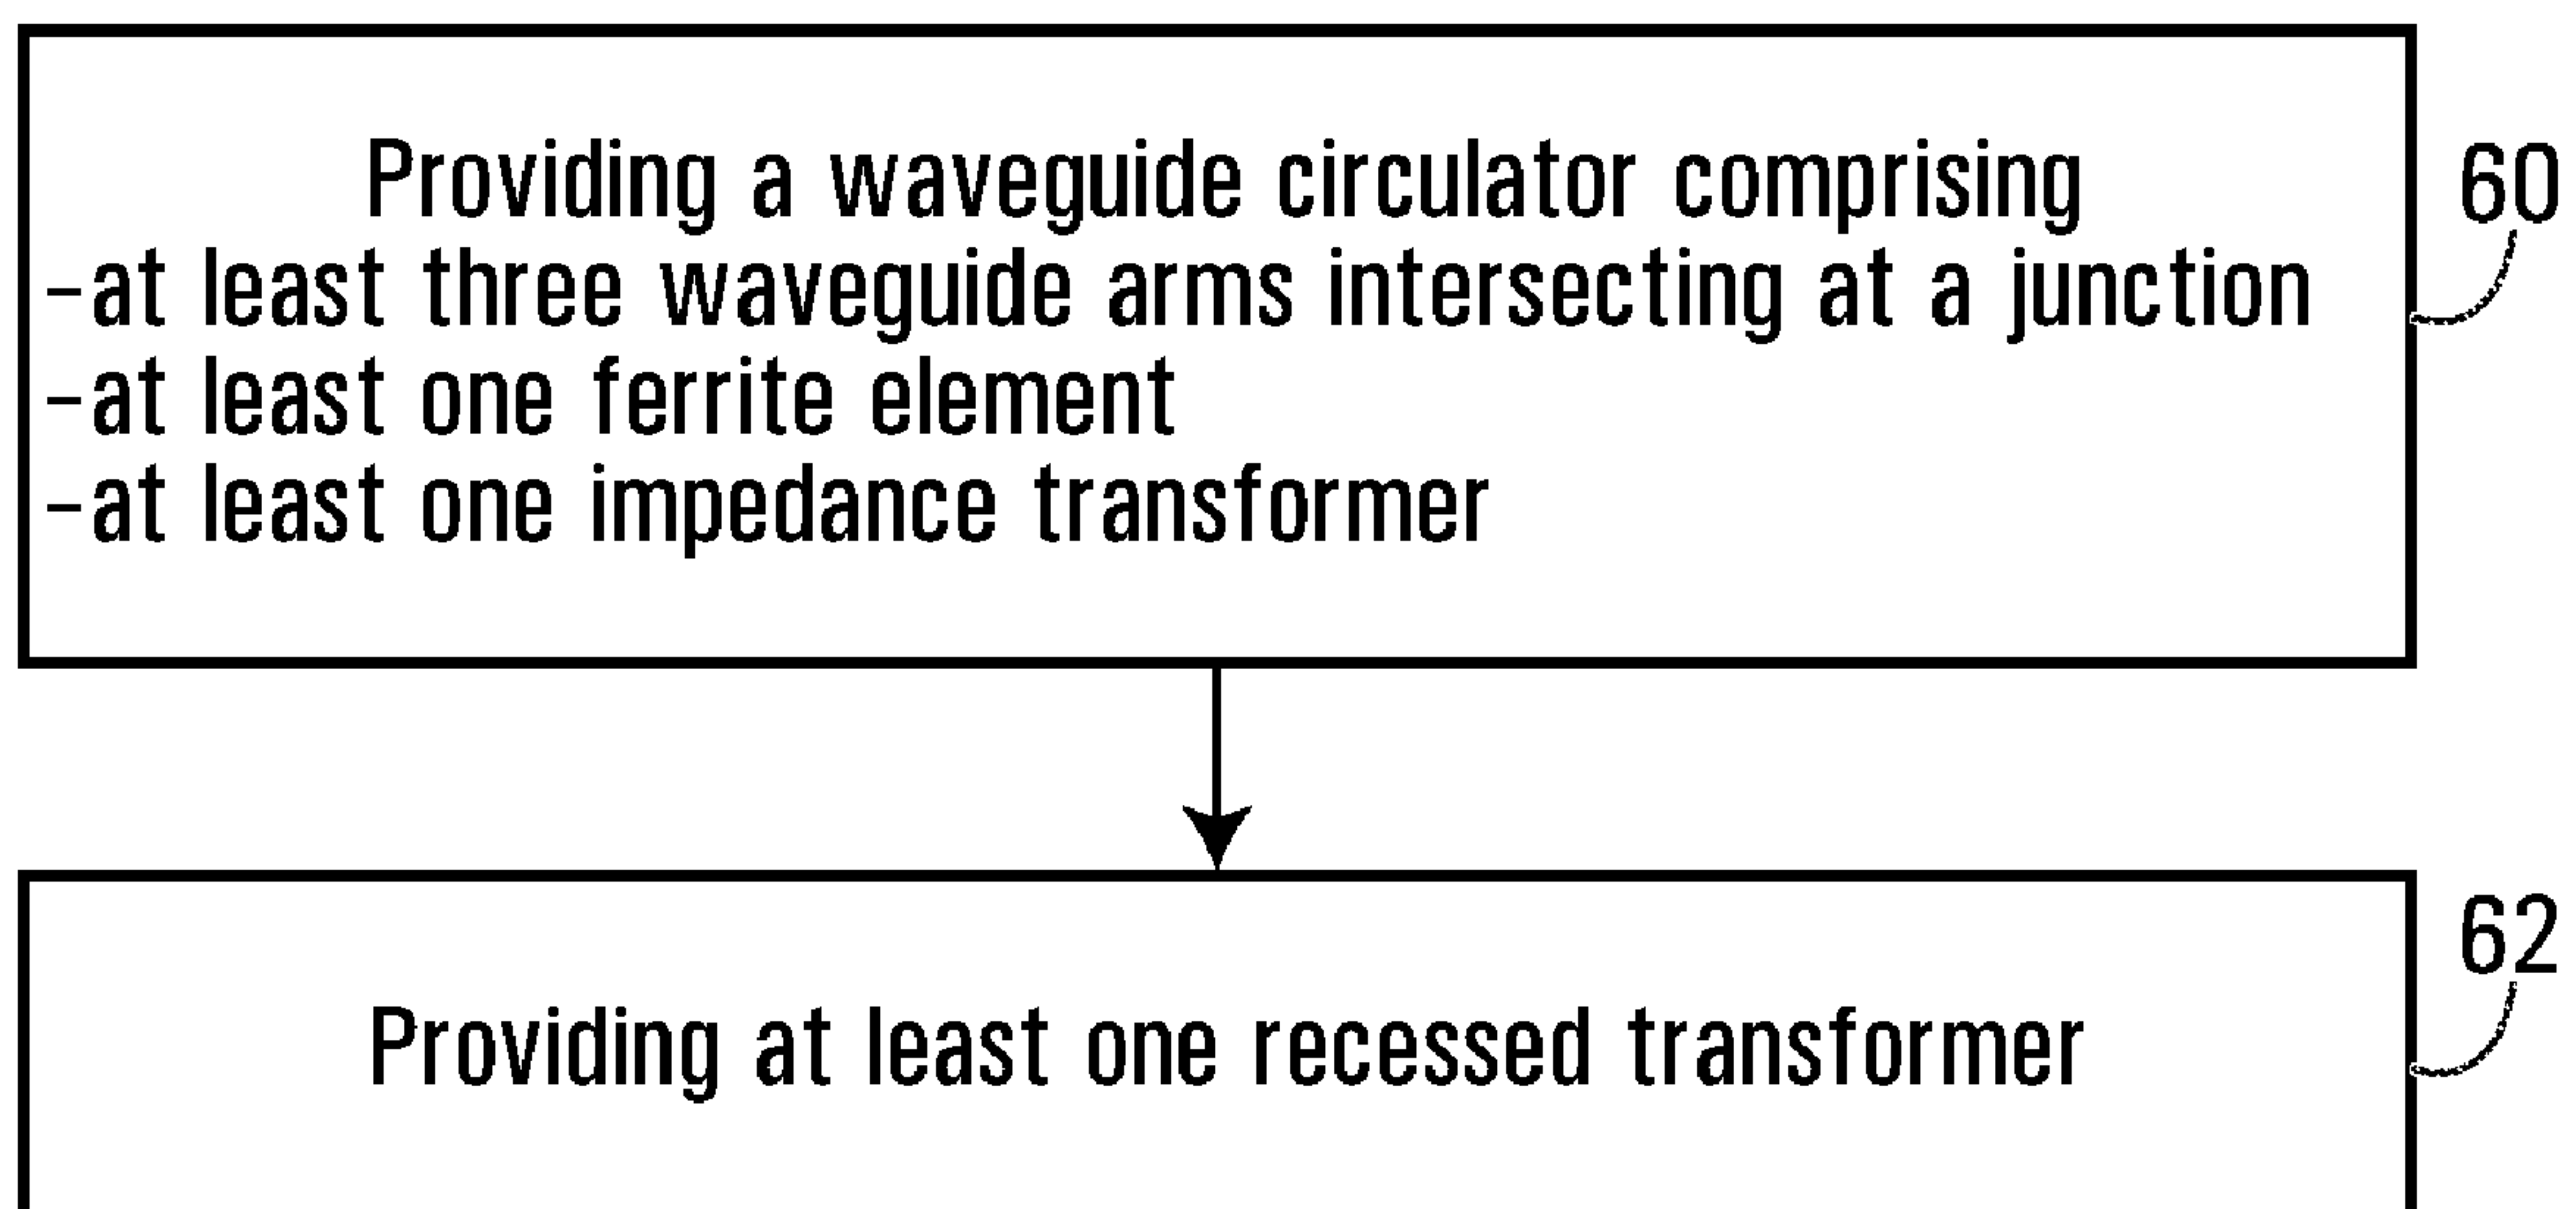 Providing a waveguide circulator comprising
-at least three waveguide arms intersecting at a junction
-at least one ferrite element
-at least one impedance transformer
60
Providing at least one recessed transformer
62